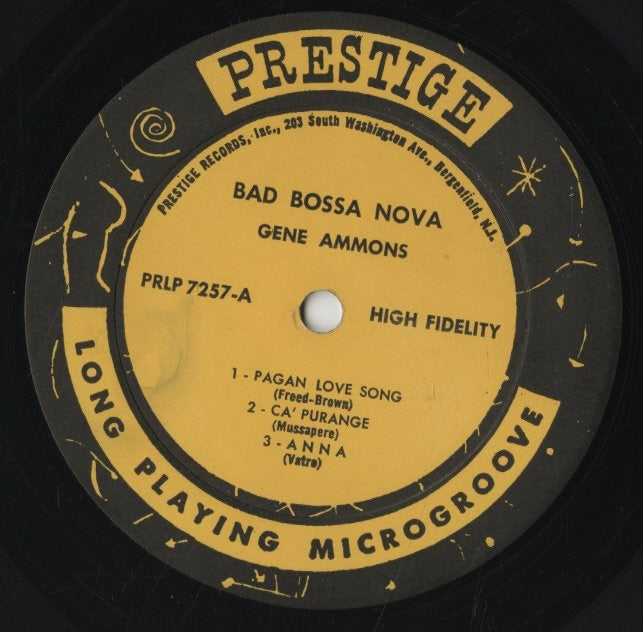 PRESTIGE
PRESTIGE RECORDS, Inc., 203 South Washington Ave., Bergenfield, N.J.
BAD BOSSA NOVA
GENE AMMONS
PRLP 7257-A
HIGH FIDELITY
1 - PAGAN LOVE SONG
(Freed-Brown)
2 - CA' PURANGE
(Mussapere)
3 - ANNA
(Vatro)
LONG PLAYING MICROGROOVE